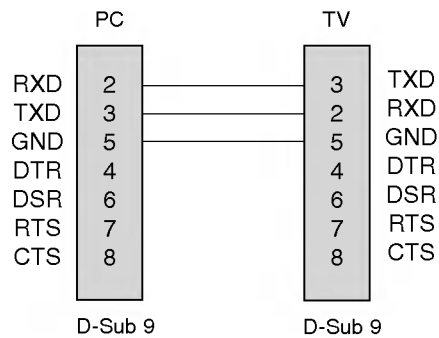 PC TV
RXD 2 3 TXD
TXD 3 2 RXD
GND 5 5 GND
DTR 4 4 DTR
DSR 6 6 DSR
RTS 7 7 RTS
CTS 8 8 CTS
D-Sub 9 D-Sub 9